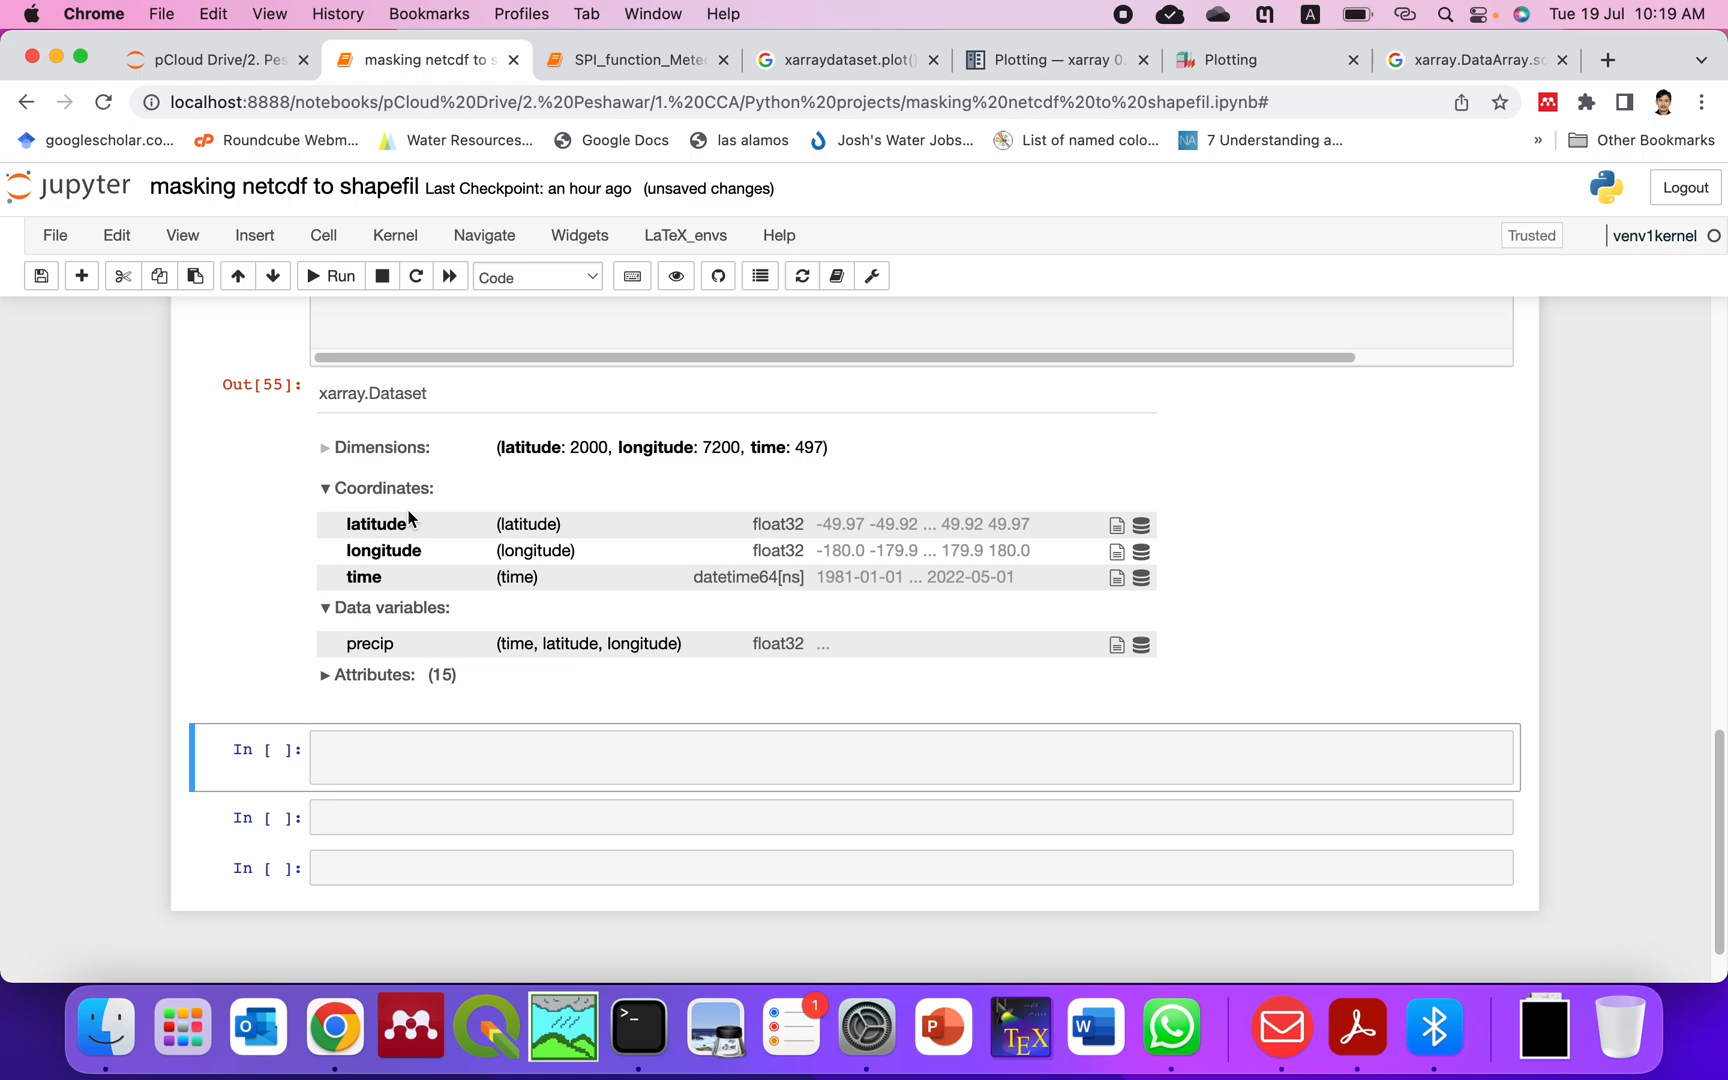 Chrome File Edit View History Bookmarks Profiles Tab Window Help A Tue 19 Jul 10:19 AM
pCloud Drive/2. Pes masking netcdf to s SPI_function_Mete xarraydataset.plot( Plotting — xarray 0. Plotting xarray.DataArray.sc
localhost:8888/notebooks/pCloud%20Drive/2.%20Peshawar/1.%20CCA/Python%20projects/masking%20netcdf%20to%20shapefil.ipynb#
googlescholar.co... cP Roundcube Webm... Water Resources... Google Docs las alamos Josh's Water Jobs... List of named colo... NA 7 Understanding a... » Other Bookmarks
jupyter masking netcdf to shapefil Last Checkpoint: an hour ago (unsaved changes) Logout
File Edit View Insert Cell Kernel Navigate Widgets LaTeX_envs Help Trusted venv1kernel
Run Code
Out[55]: xarray.Dataset
Dimensions: (latitude: 2000, longitude: 7200, time: 497)
Coordinates:
latitude (latitude) float32 -49.97 -49.92 ... 49.92 49.97
longitude (longitude) float32 -180.0 -179.9 ... 179.9 180.0
time (time) datetime64[ns] 1981-01-01 ... 2022-05-01
Data variables:
precip (time, latitude, longitude) float32 ...
Attributes: (15)
In [ ]:
In [ ]:
In [ ]:
O >_ 1 P TEX W